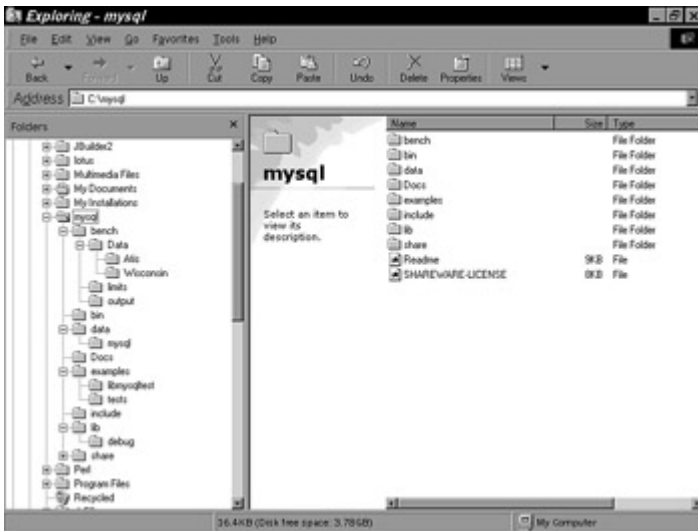 Exploring - mysql
File Edit View Go Favorites Tools Help
Back Forward Up Cut Copy Paste Undo Delete Properties Views
Address C:\mysql
Folders
JBuilder2
lotus
Multimedia Files
My Documents
My Installations
mysql
bench
Data
Atis
Wisconsin
limits
output
bin
data
mysql
Docs
examples
libmysqltest
tests
include
lib
debug
share
Perl
Program Files
Recycled
mysql
Select an item to
view its
description.
Name Size Type
bench File Folder
bin File Folder
data File Folder
Docs File Folder
examples File Folder
include File Folder
lib File Folder
share File Folder
Readme 9KB File
SHAREWARE-LICENSE 8KB File
16.4KB (Disk free space: 3.78GB) My Computer